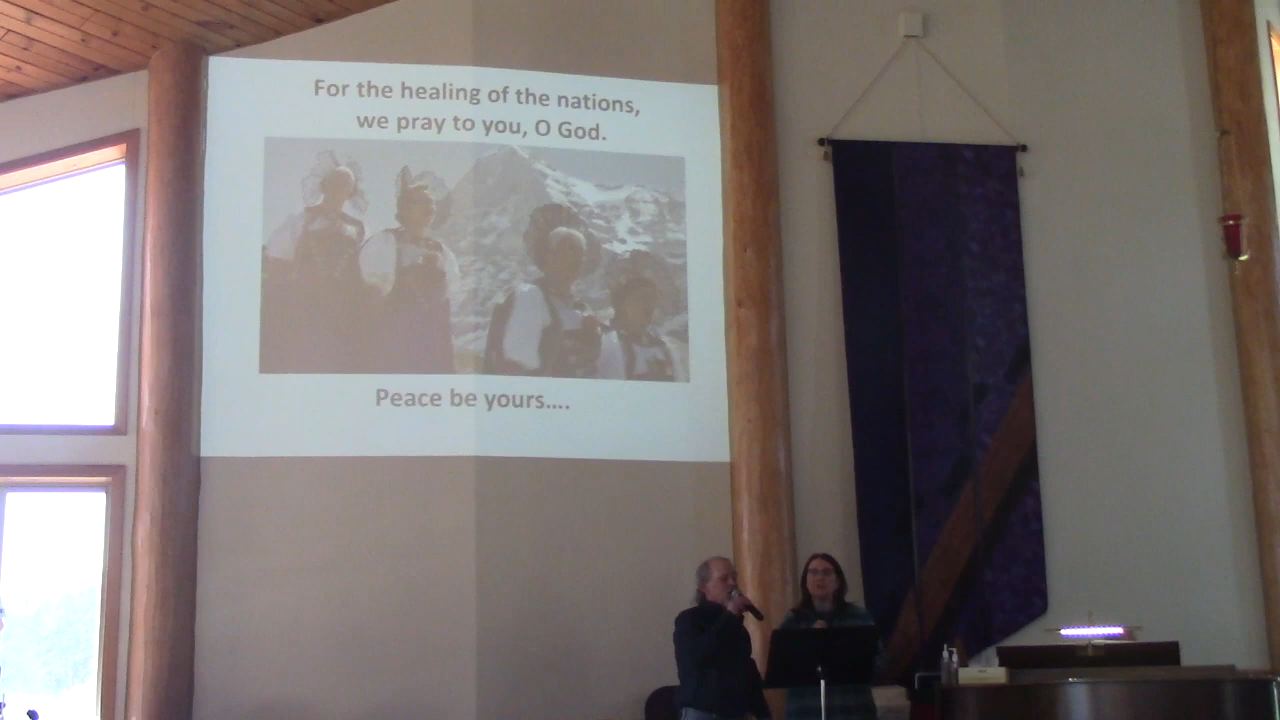 For the healing of the nations,
we pray to you, O God.
Peace be yours....